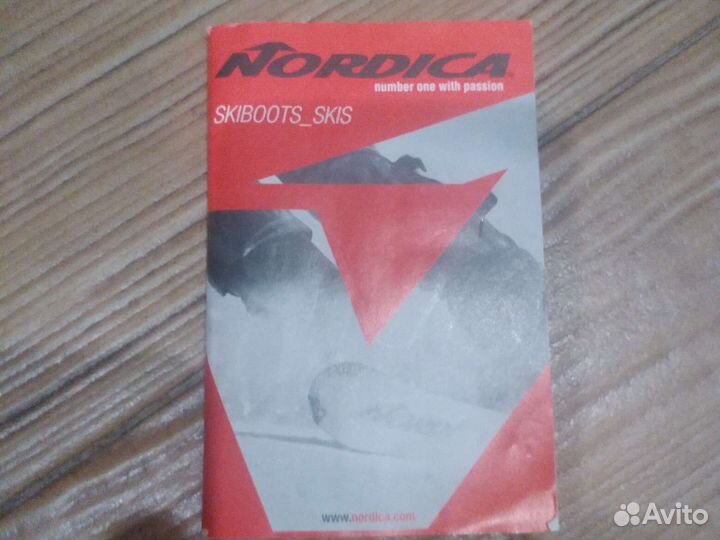 NORDICA
number one with passion
SKIBOOTS_SKIS
www.nordica.com
Avito